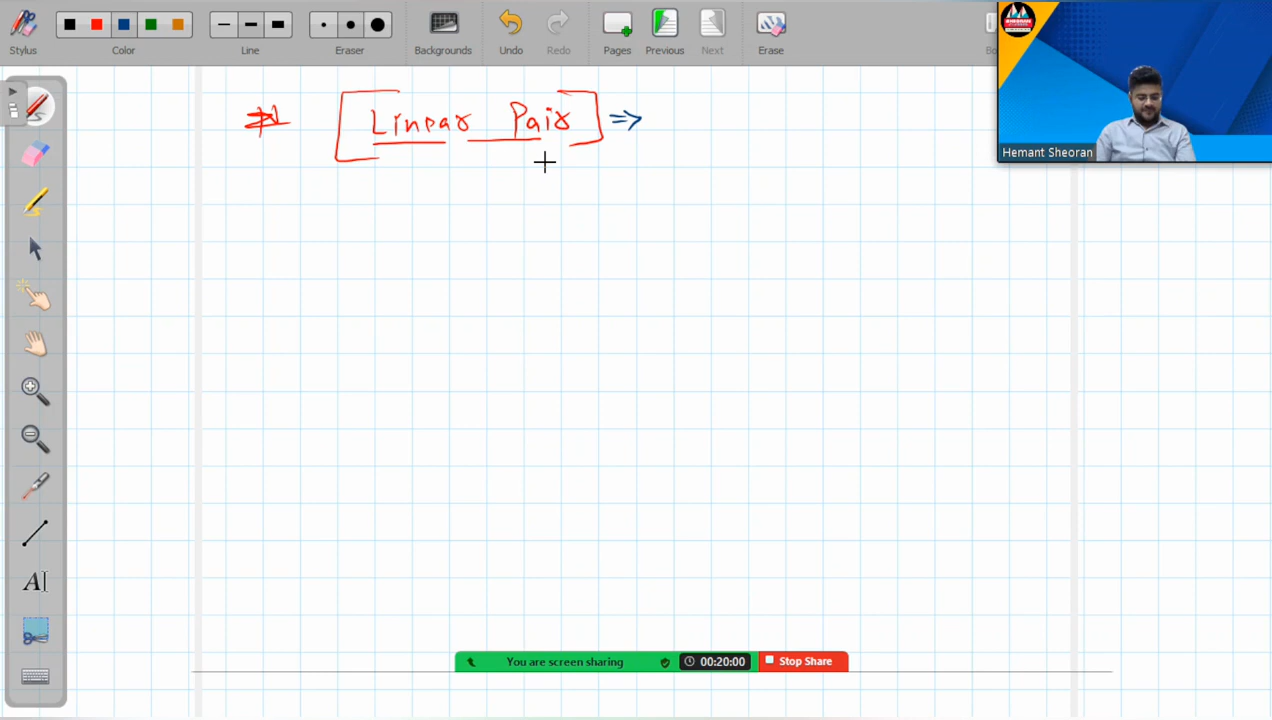 Stylus
Color
Line
Eraser
Backgrounds
Undo
Redo
Pages
Previous
Next
Erase
Linear Pair ⇒
Hemant Sheoran
A
You are screen sharing
00:20:00
Stop Share